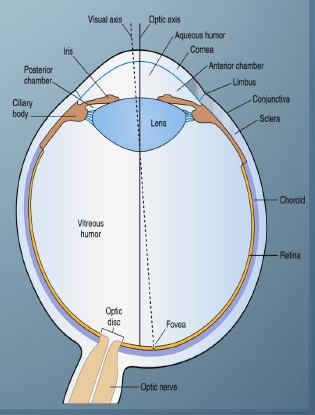 Visual axis
Optic axis
Aqueous humor
Cornea
Iris
Anterior chamber
Posterior
chamber
Limbus
Conjunctiva
Ciliary
body
Lens
Sclera
Choroid
Vitreous
humor
Retina
Optic
disc
Fovea
Optic nerve